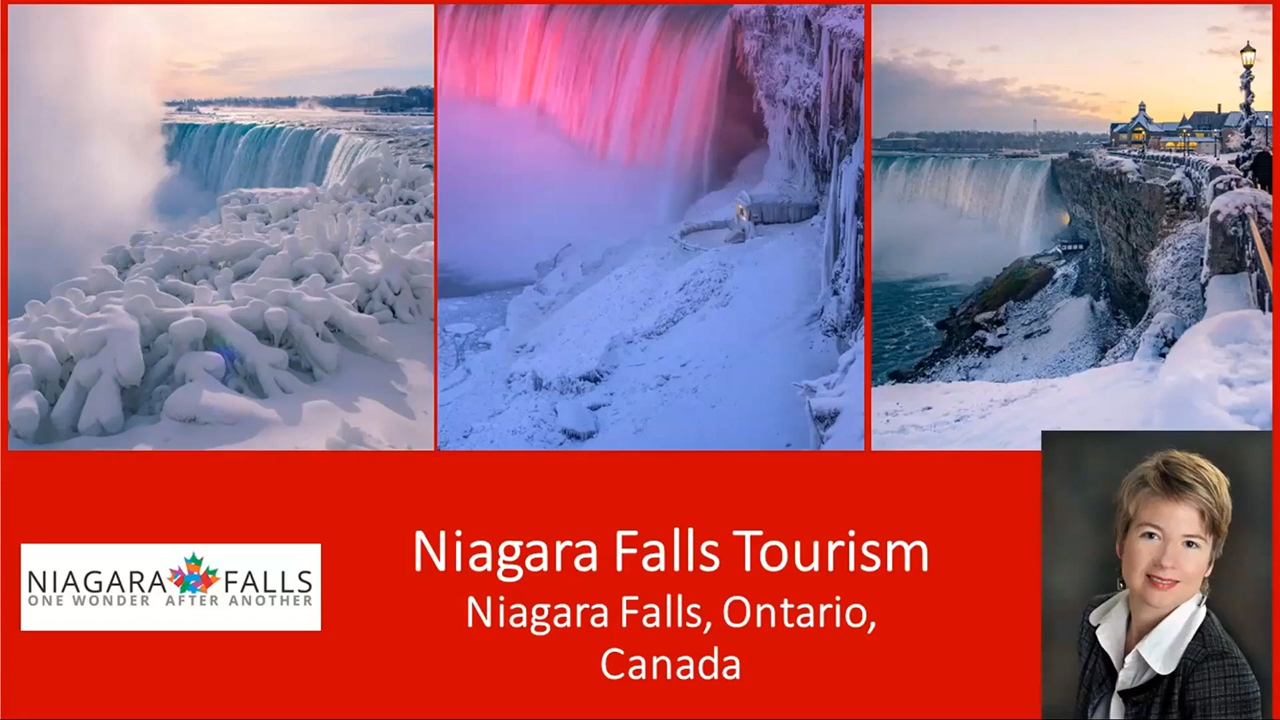 NIAGARA FALLS
ONE WONDER AFTER ANOTHER
Niagara Falls Tourism
Niagara Falls, Ontario,
Canada